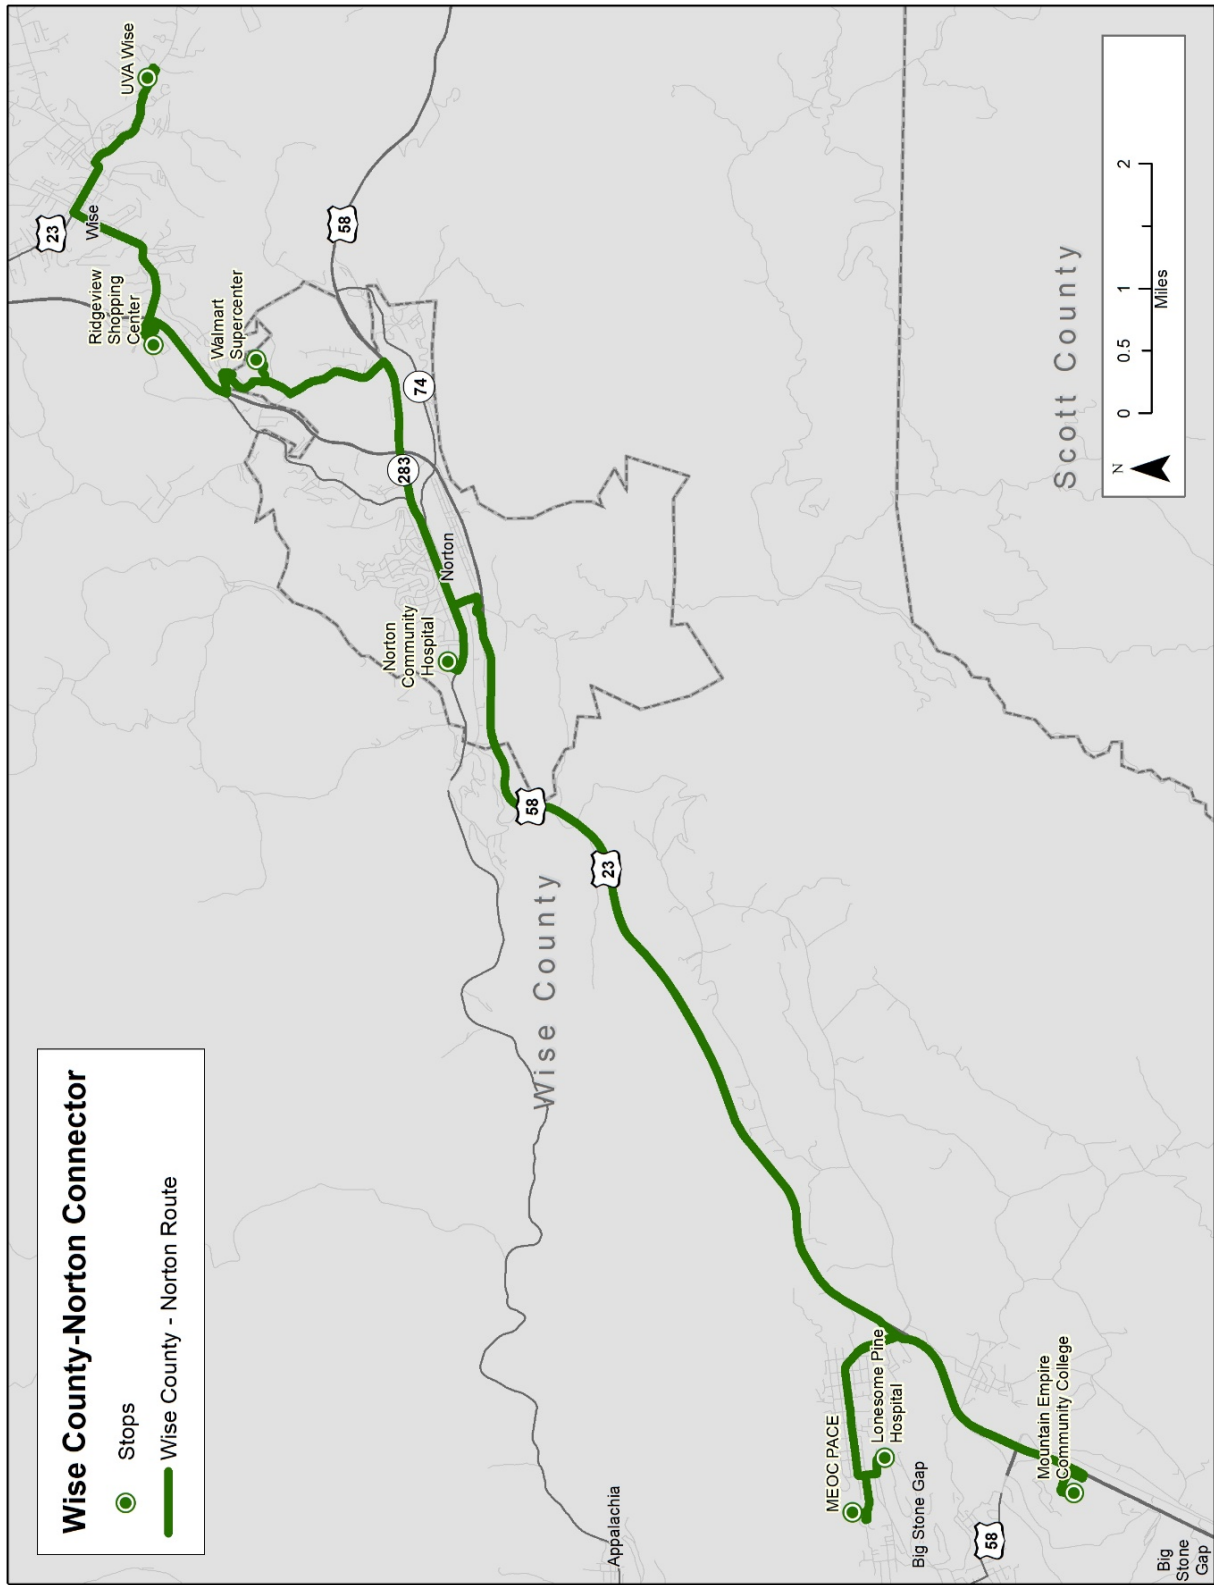 Wise County-Norton Connector
Stops
Wise County - Norton Route
23
Wise
UVA Wise
Ridgeview
Shopping
Center
Walmart
Supercenter
58
74
283
Norton
Norton
Community
Hospital
58
23
Wise County
Scott County
N
0
0.5
1
2
Miles
Appalachia
MEOC PACE
Lonesome Pine
Hospital
Big Stone Gap
58
Mountain Empire
Community College
Big
Stone
Gap